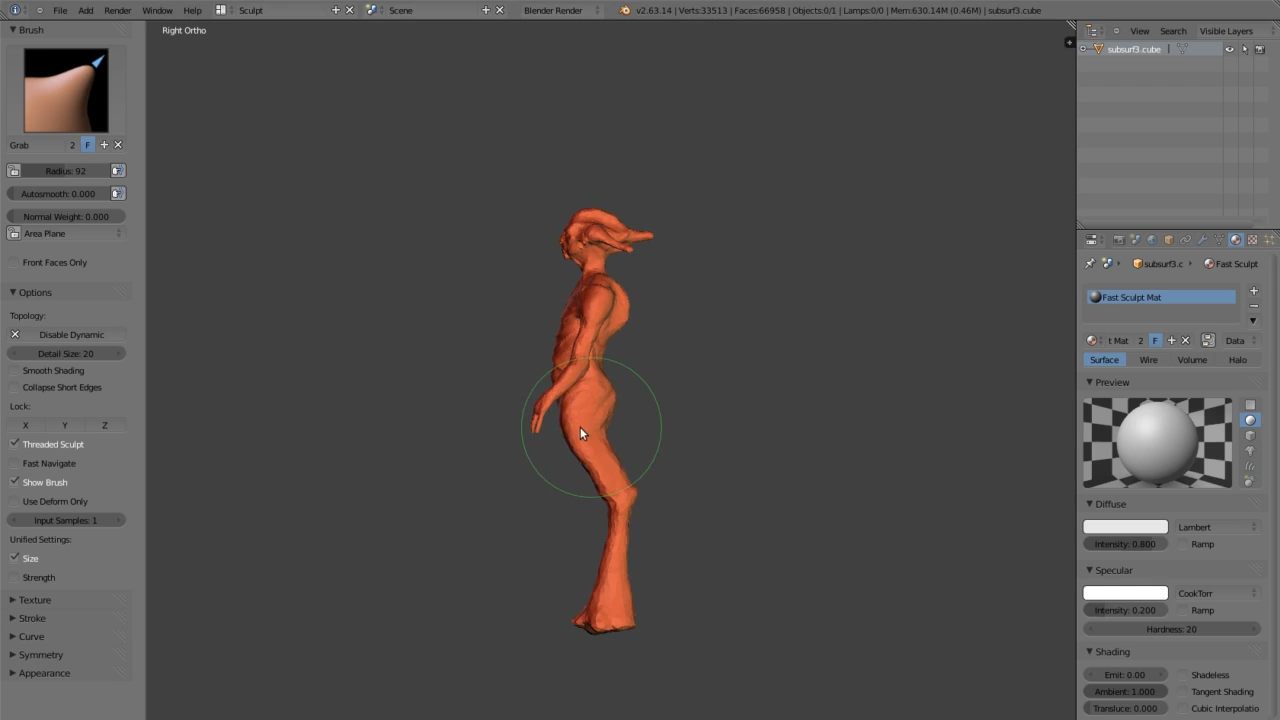 File Add Render Window Help Sculpt Scene Blender Render v2.63.14 | Verts:33513 | Faces:66958 | Objects:0/1 | Lamps:0/0 | Mem:630.14M (0.46M) | subsurf3.cube
Brush
Right Ortho
View Search Visible Layers
subsurf3.cube
Grab 2 F
Radius: 92
Autosmooth: 0.000
Normal Weight: 0.000
Area Plane
Front Faces Only
subsurf3.c Fast Sculpt
Options
Fast Sculpt Mat
Topology:
Disable Dynamic
t Mat 2 F Data
Detail Size: 20
Surface Wire Volume Halo
Smooth Shading
Collapse Short Edges
Preview
Lock:
X Y Z
Threaded Sculpt
Fast Navigate
Show Brush
Use Deform Only
Diffuse
Input Samples: 1
Lambert
Unified Settings:
Intensity: 0.800 Ramp
Size
Specular
Strength
CookTorr
Texture
Intensity: 0.200 Ramp
Stroke
Hardness: 20
Curve
Symmetry
Shading
Appearance
Emit: 0.00 Shadeless
Ambient: 1.000 Tangent Shading
Transluce: 0.000 Cubic Interpolatio